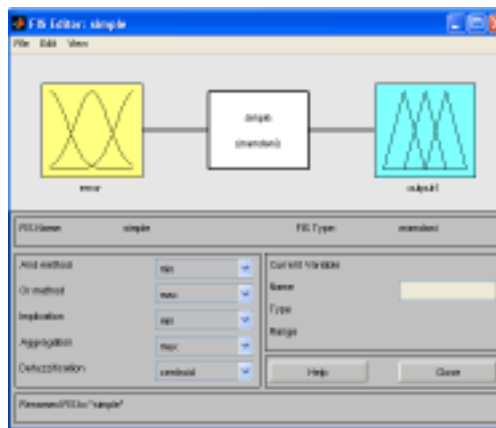 FIS Editor: simple
File Edit View
simple
(mamdani)
error
output1
FIS Name: simple FIS Type: mamdani
And method min
Or method max
Implication min
Aggregation max
Defuzzification centroid
Current Variable
Name
Type
Range
Help Close
Renamed FIS to "simple"